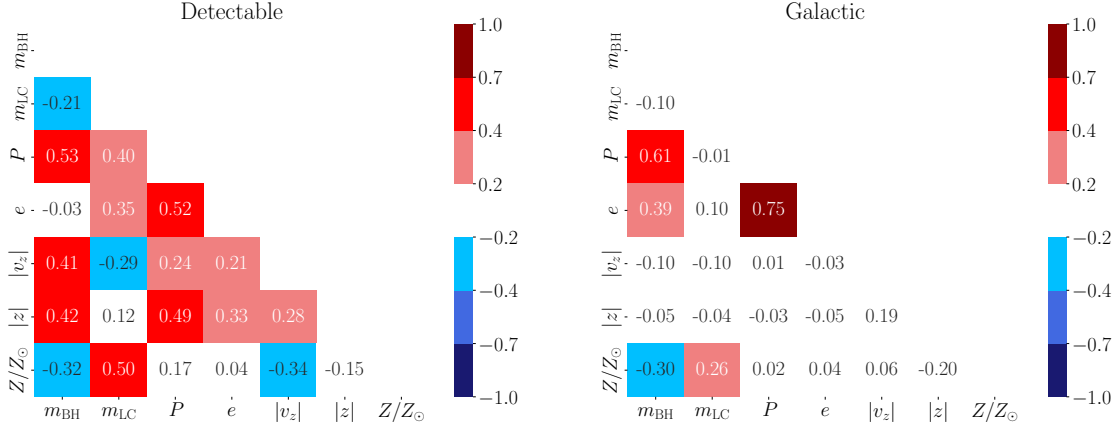 Detectable
m_BH
m_LC -0.21
P 0.53 0.40
e -0.03 0.35 0.52
|v_z| 0.41 -0.29 0.24 0.21
|z| 0.42 0.12 0.49 0.33 0.28
Z/Z_⊙ -0.32 0.50 0.17 0.04 -0.34 -0.15
m_BH m_LC P e |v_z| |z| Z/Z_⊙
1.0
0.7
0.4
0.2
−0.2
−0.4
−0.7
−1.0
Galactic
m_BH
m_LC -0.10
P 0.61 -0.01
e 0.39 0.10 0.75
|v_z| -0.10 -0.10 0.01 -0.03
|z| -0.05 -0.04 -0.03 -0.05 0.19
Z/Z_⊙ -0.30 0.26 0.02 0.04 0.06 -0.20
m_BH m_LC P e |v_z| |z| Z/Z_⊙
1.0
0.7
0.4
0.2
−0.2
−0.4
−0.7
−1.0